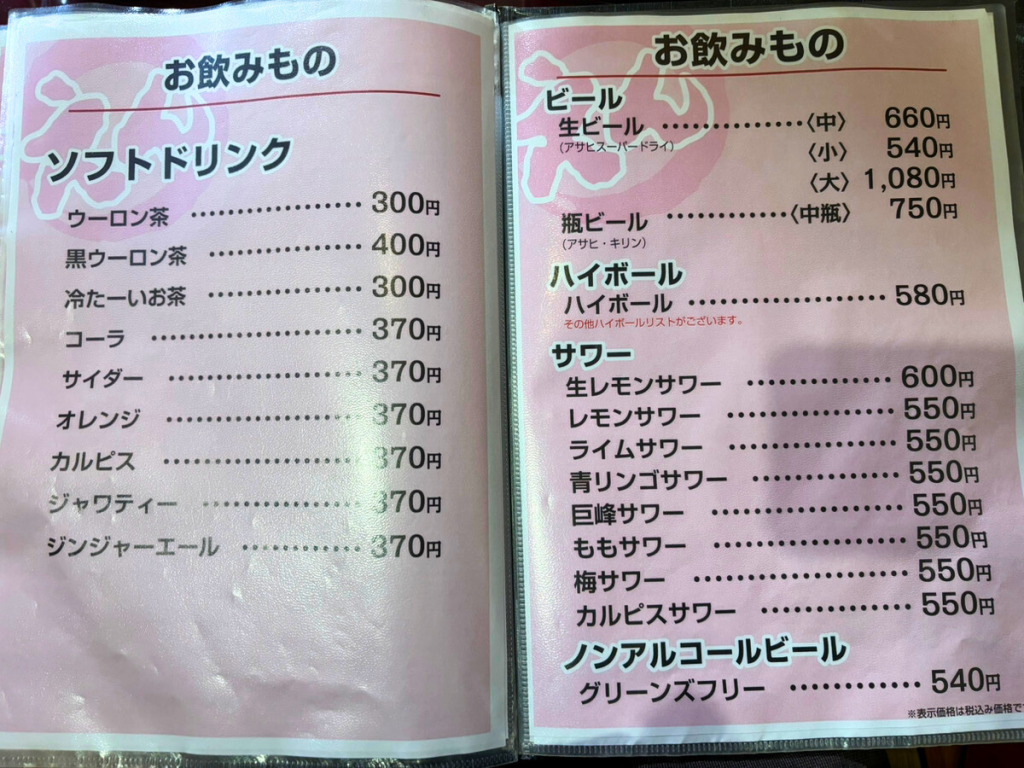 お飲みもの
ソフトドリンク
ウーロン茶 ……………… 300円
黒ウーロン茶 ……………… 400円
冷たーいお茶 ……………… 300円
コーラ ……………… 370円
サイダー ……………… 370円
オレンジ ……………… 370円
カルピス ……………… 370円
ジャワティー ……………… 370円
ジンジャーエール ……………… 370円
お飲みもの
ビール
生ビール ……………〈中〉 660円
(アサヒスーパードライ) 〈小〉 540円
〈大〉 1,080円
瓶ビール ……………〈中瓶〉 750円
(アサヒ・キリン)
ハイボール
ハイボール ……………… 580円
その他ハイボールリストがございます。
サワー
生レモンサワー ……………… 600円
レモンサワー ……………… 550円
ライムサワー ……………… 550円
青リンゴサワー ……………… 550円
巨峰サワー ……………… 550円
ももサワー ……………… 550円
梅サワー ……………… 550円
カルピスサワー ……………… 550円
ノンアルコールビール
グリーンズフリー ……………… 540円
※表示価格は税込み価格で